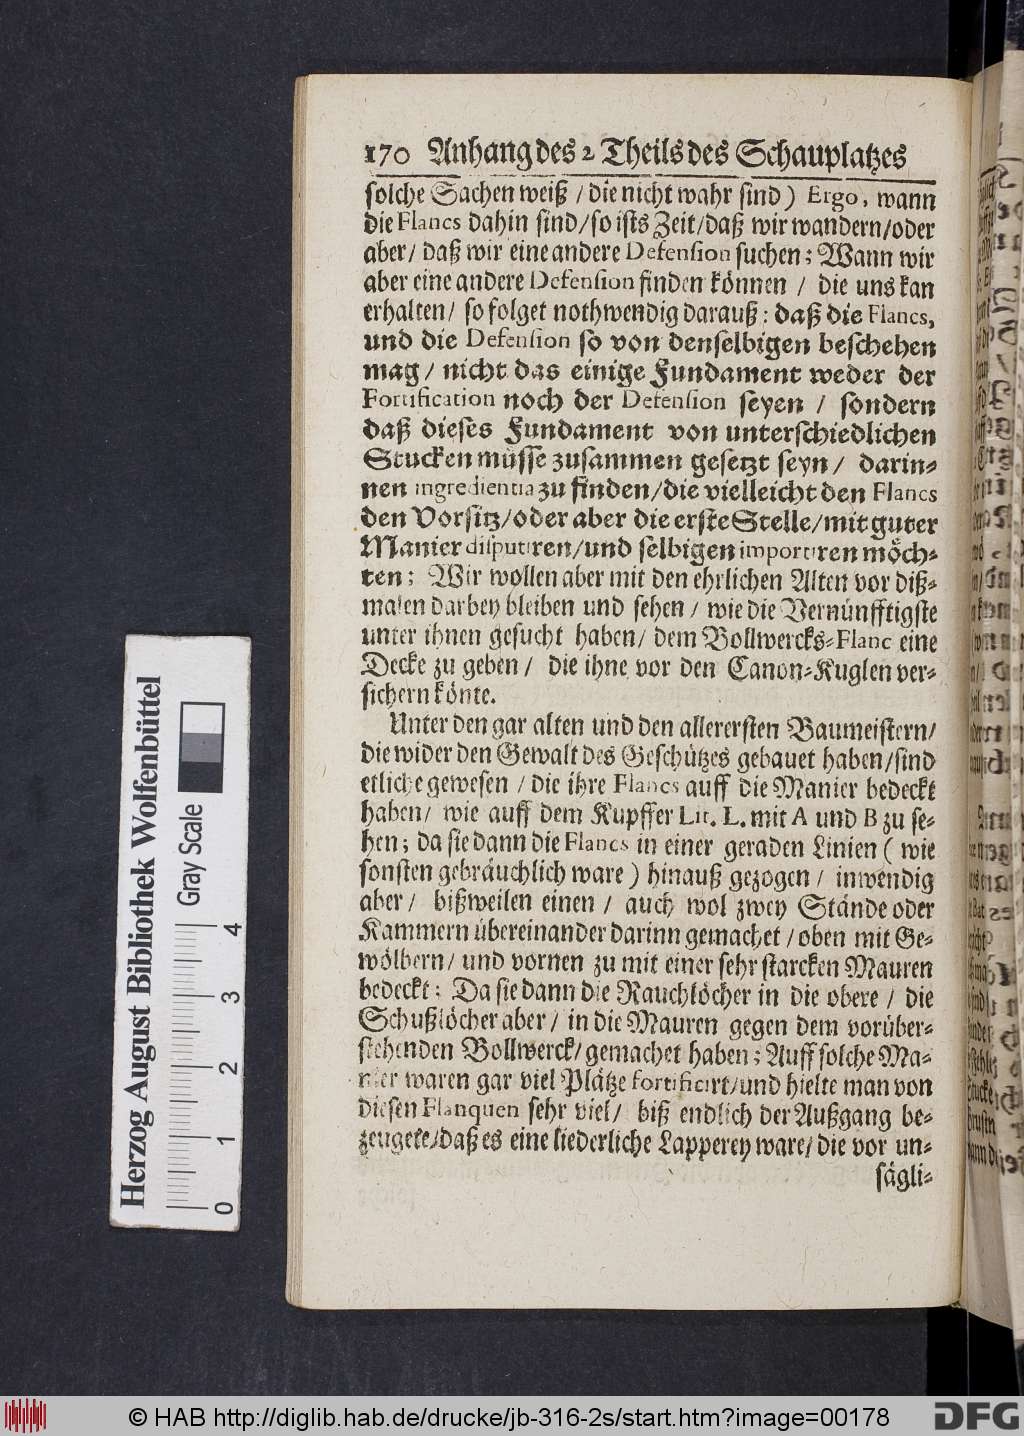 170 Anhang des 2 Theils des Schauplatzes
solche Sachen weiß / die nicht wahr sind ) Ergo, wann
die Flancs dahin sind / so ists Zeit / daß wir wandern / oder
aber / daß wir eine andere Defension suchen ; Wann wir
aber eine andere Defension finden können / die uns kan
erhalten / so folget nothwendig darauß : daß die Flancs,
und die Defension so von denselbigen beschehen
mag / nicht das einige Fundament weder der
Fortification noch der Defension seyen / sondern
daß dieses Fundament von unterschiedlichen
Stucken müsse zusammen gesetzt seyn / darin-
nen ingredientia zu finden / die vielleicht den Flancs
den Vorsitz / oder aber die erste Stelle / mit guter
Manier disputiren / und selbigen importiren möch-
ten ; Wir wollen aber mit den ehrlichen Alten vor diß-
malen darbey bleiben und sehen / wie die Vernünfftigste
unter ihnen gesucht haben / dem Bollwercks-Flanc eine
Decke zu geben / die ihne vor den Canon-Kuglen ver-
sichern könte.
Unter den gar alten und den allerersten Baumeistern /
die wider den Gewalt des Geschützes gebauet haben / sind
etliche gewesen / die ihre Flancs auff die Manier bedeckt
haben / wie auff dem Kupffer Lit. L. mit A und B zu se-
hen ; da sie dann die Flancs in einer geraden Linien ( wie
sonsten gebräuchlich ware ) hinauß gezogen / inwendig
aber / bißweilen einen / auch wol zwey Stände oder
Kammern übereinander darinn gemachet / oben mit Ge-
wölbern / und vornen zu mit einer sehr starcken Mauren
bedeckt : Da sie dann die Rauchlöcher in die obere / die
Schußlöcher aber / in die Mauren gegen dem vorüber-
stehenden Bollwerck / gemachet haben ; Auff solche Ma-
nier waren gar viel Plätze fortificirt / und hielte man von
diesen Flanquen sehr viel / biß endlich der Außgang be-
zeugete / daß es eine liederliche Lapperey ware / die vor un-
sägli-
Herzog August Bibliothek Wolfenbüttel
Gray Scale
0 1 2 3 4
© HAB http://diglib.hab.de/drucke/jb-316-2s/start.htm?image=00178
DFG